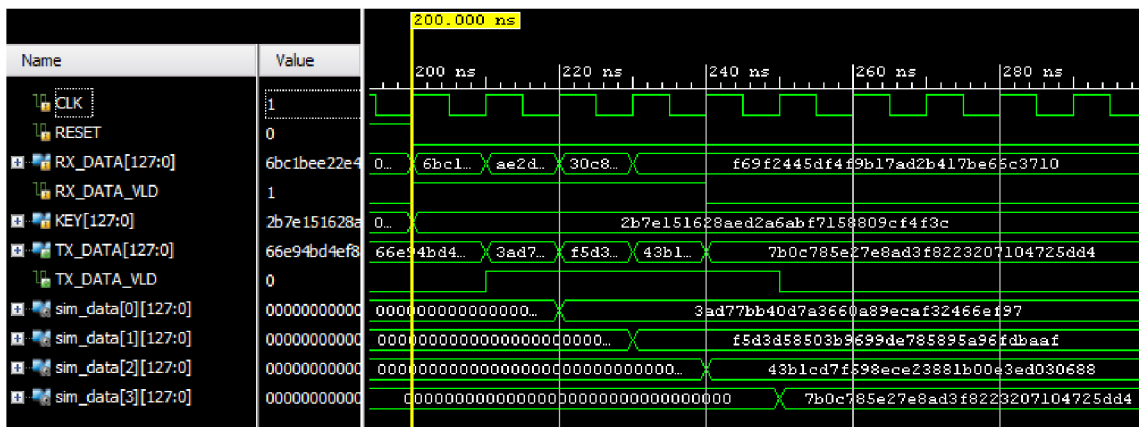 200.000 ns
Name Value 200 ns 220 ns 240 ns 260 ns 280 ns
CLK 1
RESET 0
RX_DATA[127:0] 6bc1bee22e4 0... 6bc1... ae2d... 30c8... f69f2445df4f9b17ad2b417be66c3710
RX_DATA_VLD 1
KEY[127:0] 2b7e151628a 0... 2b7e151628aed2a6abf7158809cf4f3c
TX_DATA[127:0] 66e94bd4ef8 66e94bd4... 3ad7... f5d3... 43b1... 7b0c785e27e8ad3f8223207104725dd4
TX_DATA_VLD 0
sim_data[0][127:0] 00000000000 000000000000000... 3ad77bb40d7a3660a89ecaf32466ef97
sim_data[1][127:0] 00000000000 0000000000000000000000... f5d3d58503b9699de785895a96fdbaaf
sim_data[2][127:0] 00000000000 00000000000000000000000000000... 43b1cd7f598ece23881b00e3ed030688
sim_data[3][127:0] 00000000000 00000000000000000000000000000000 7b0c785e27e8ad3f8223207104725dd4